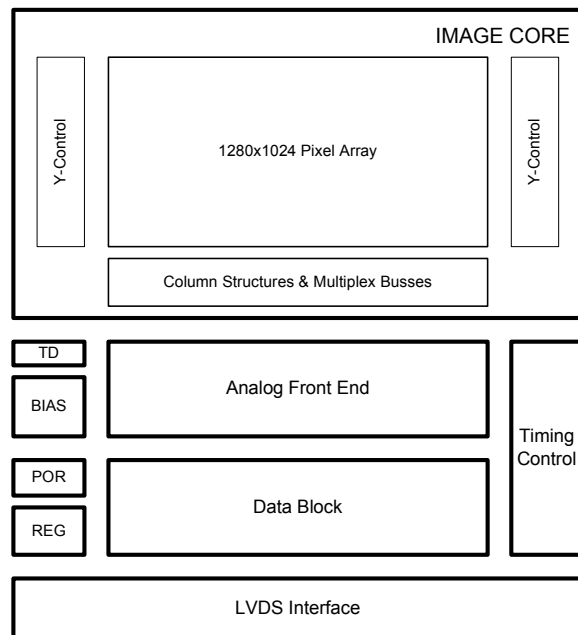 IMAGE CORE
Y-Control
1280x1024 Pixel Array
Y-Control
Column Structures & Multiplex Busses
TD
Analog Front End
BIAS
Timing
Control
POR
Data Block
REG
LVDS Interface